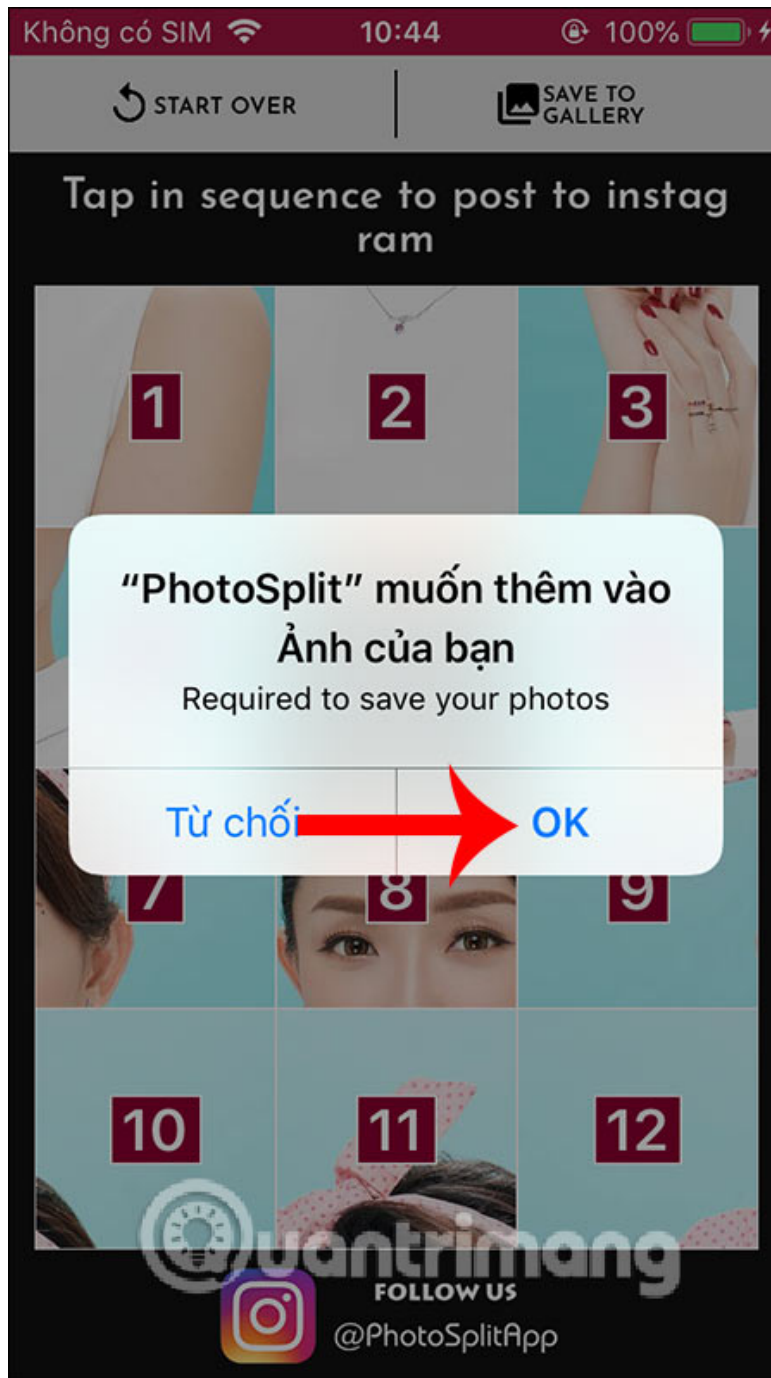 Không có SIM 10:44 100%
START OVER
SAVE TO
GALLERY
Tap in sequence to post to instag
ram
1 2 3
"PhotoSplit" muốn thêm vào
Ảnh của bạn
Required to save your photos
Từ chối OK
7 8 9
10 11 12
Quantrimang
FOLLOW US
@PhotoSplitApp